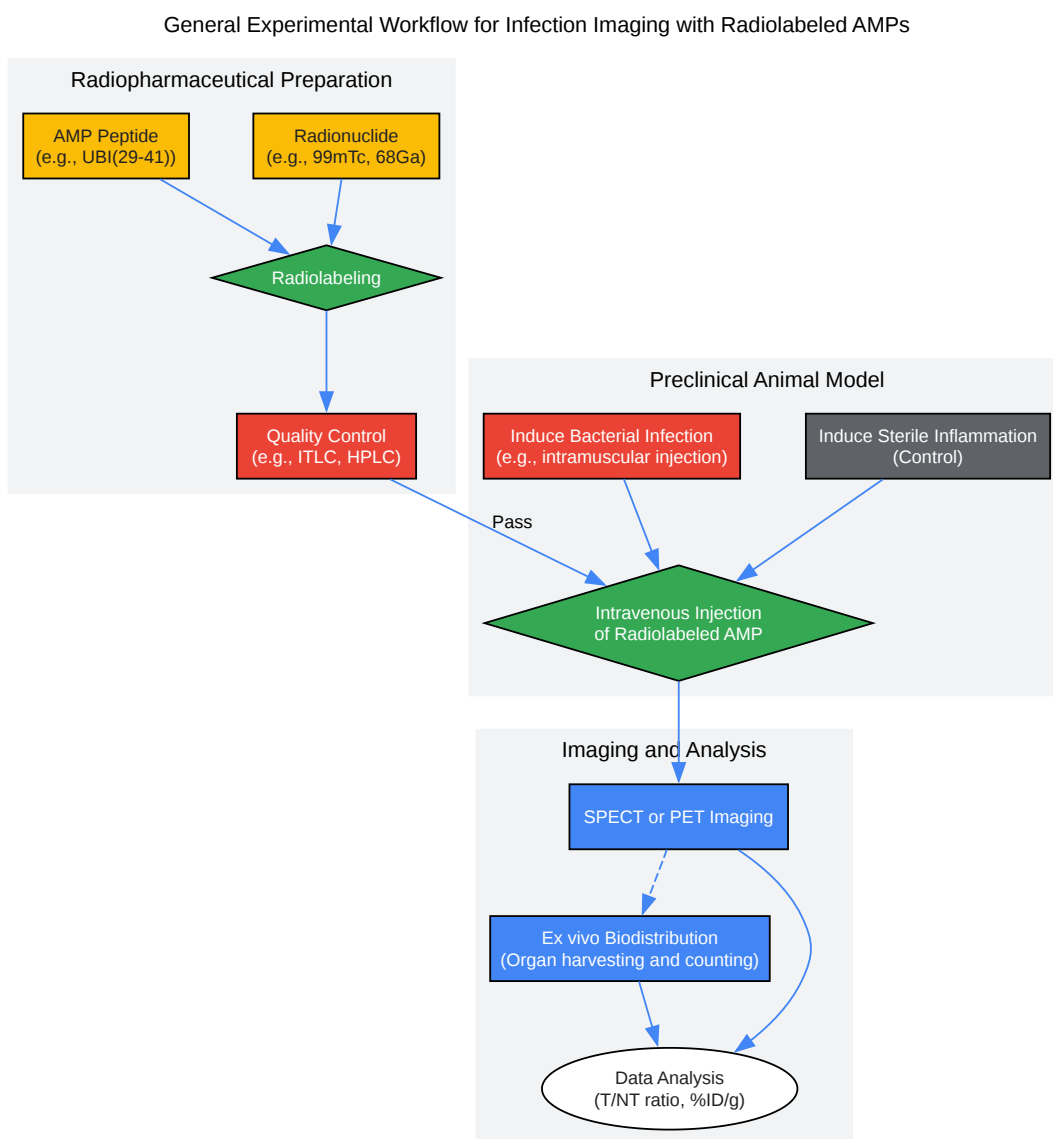 General Experimental Workflow for Infection Imaging with Radiolabeled AMPs
Radiopharmaceutical Preparation
AMP Peptide
(e.g., UBI(29-41))
Radionuclide
(e.g., 99mTc, 68Ga)
Radiolabeling
Quality Control
(e.g., ITLC, HPLC)
Pass
Preclinical Animal Model
Induce Bacterial Infection
(e.g., intramuscular injection)
Induce Sterile Inflammation
(Control)
Intravenous Injection
of Radiolabeled AMP
Imaging and Analysis
SPECT or PET Imaging
Ex vivo Biodistribution
(Organ harvesting and counting)
Data Analysis
(T/NT ratio, %ID/g)